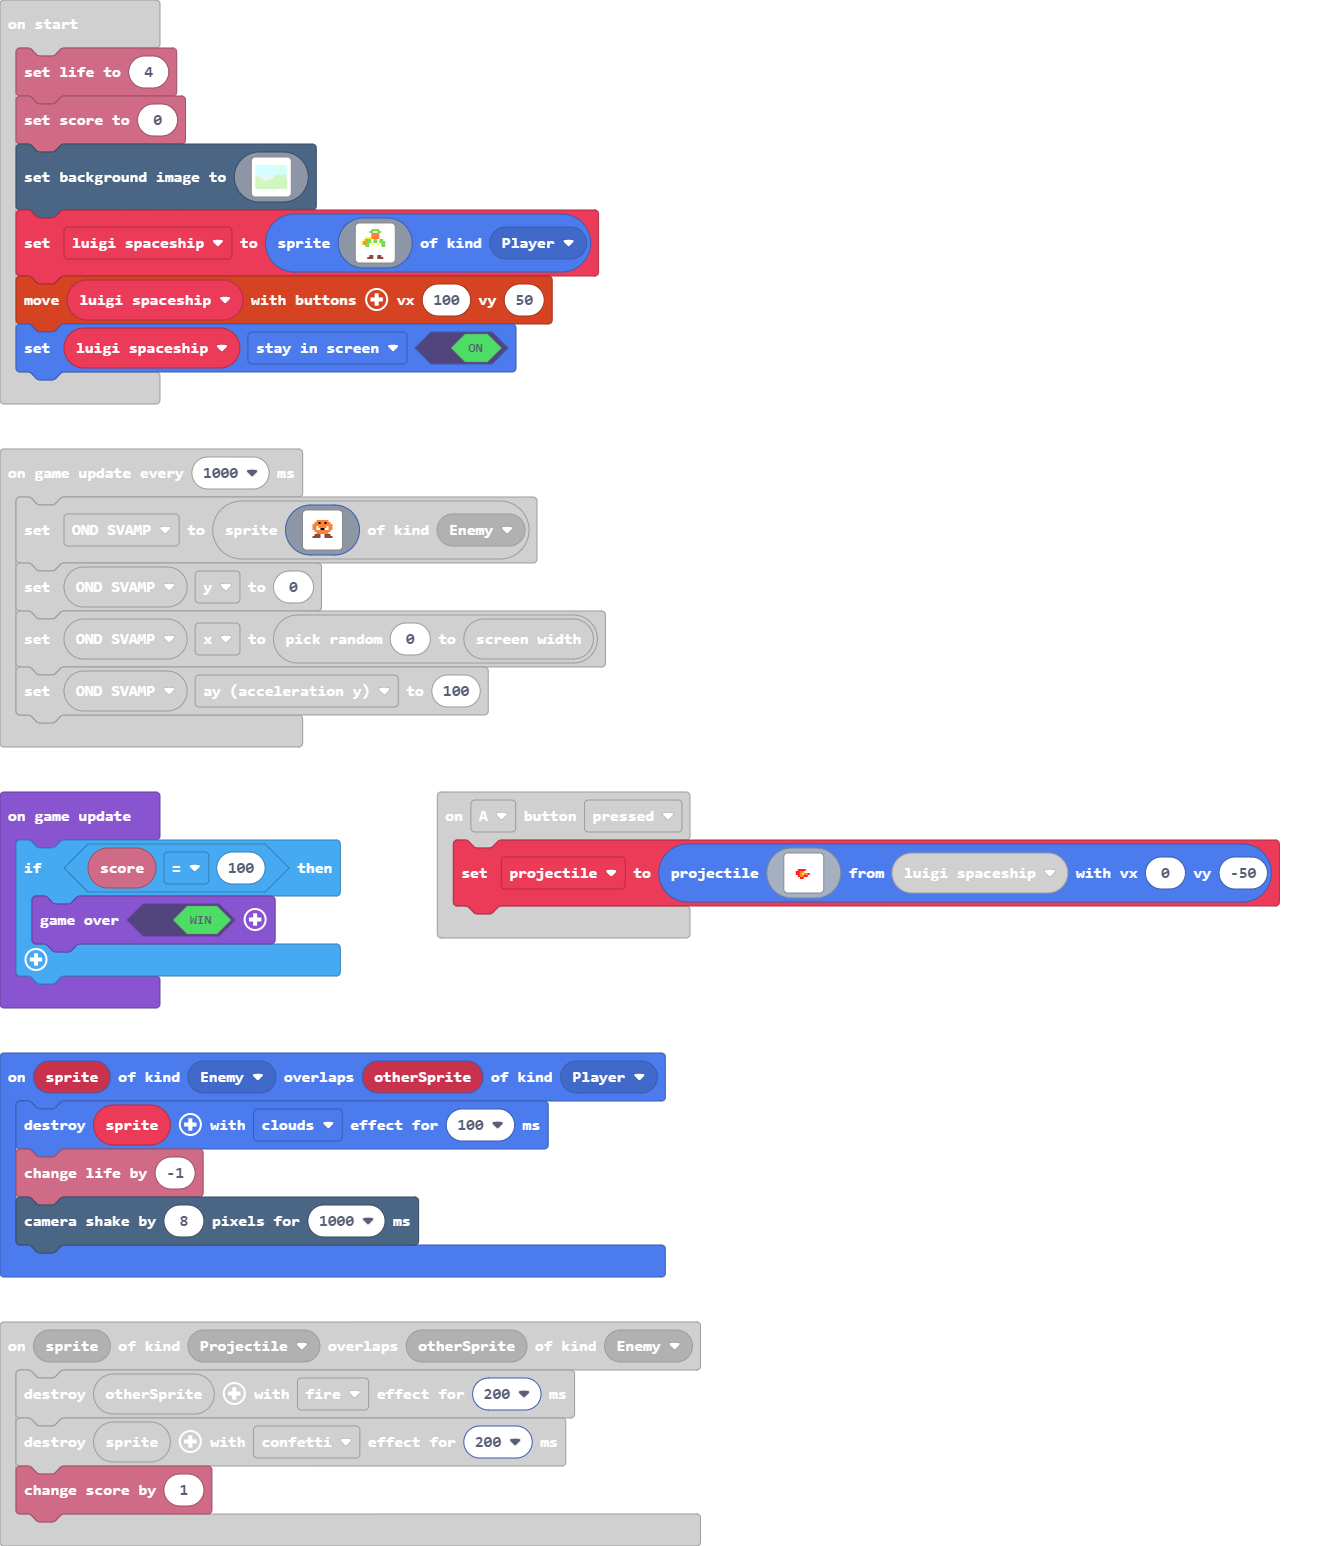 on start
set life to 4
set score to 0
set background image to
set luigi spaceship to sprite of kind Player
move luigi spaceship with buttons vx 100 vy 50
set luigi spaceship stay in screen ON
on game update every 1000 ms
set OND SVAMP to sprite of kind Enemy
set OND SVAMP y to 0
set OND SVAMP x to pick random 0 to screen width
set OND SVAMP ay (acceleration y) to 100
on game update
if score = 100 then
game over WIN
on A button pressed
set projectile to projectile from luigi spaceship with vx 0 vy -50
on sprite of kind Enemy overlaps otherSprite of kind Player
destroy sprite with clouds effect for 100 ms
change life by -1
camera shake by 8 pixels for 1000 ms
on sprite of kind Projectile overlaps otherSprite of kind Enemy
destroy otherSprite with fire effect for 200 ms
destroy sprite with confetti effect for 200 ms
change score by 1